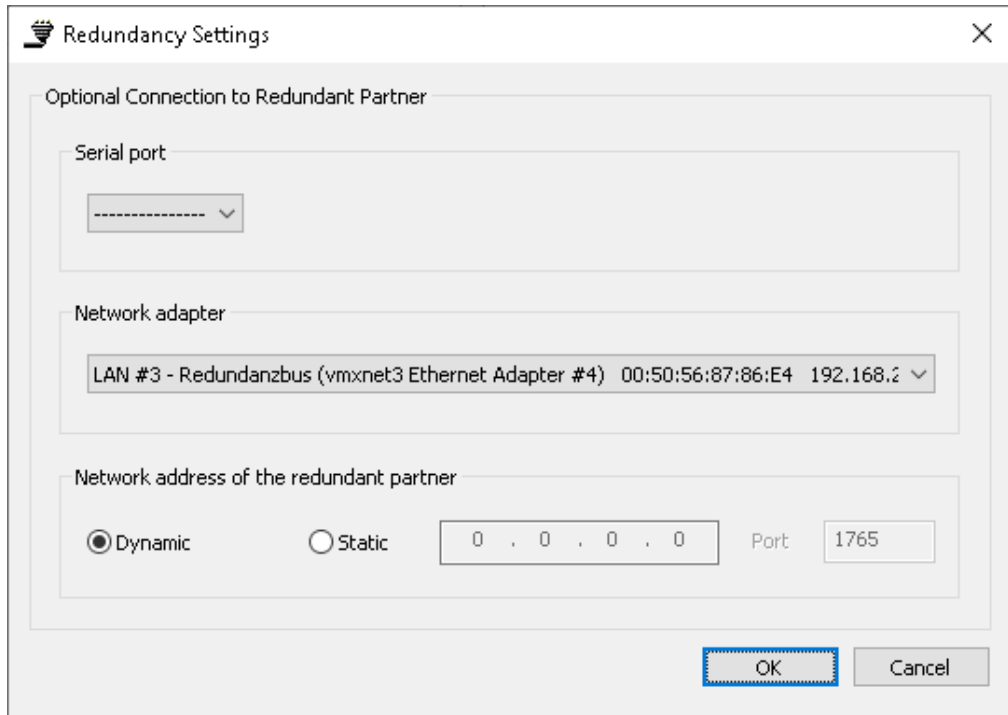 Redundancy Settings
Optional Connection to Redundant Partner
Serial port
---------------
Network adapter
LAN #3 - Redundanzbus (vmxnet3 Ethernet Adapter #4) 00:50:56:87:86:E4 192.168.2
Network address of the redundant partner
Dynamic Static 0 . 0 . 0 . 0 Port 1765
OK Cancel